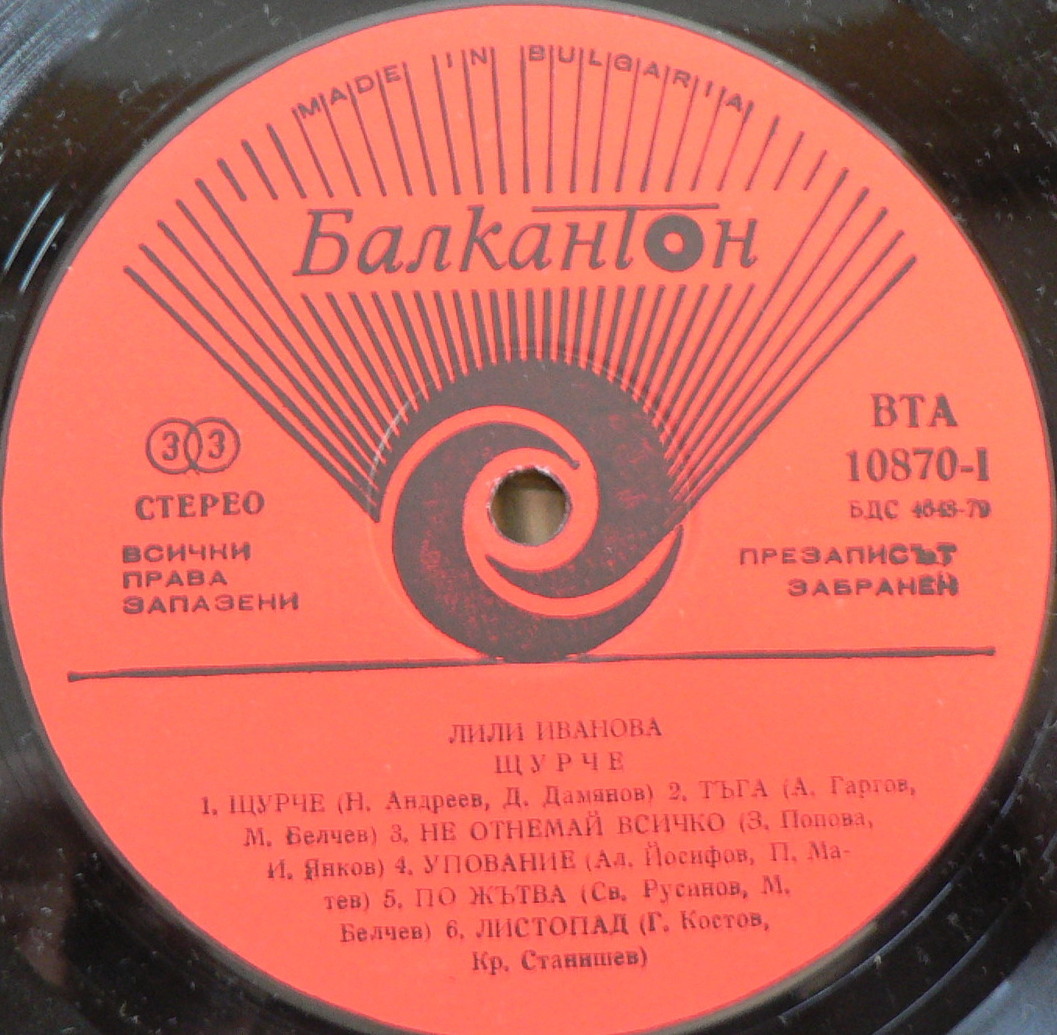 MADE IN BULGARIA
Балкантон
33
СТЕРЕО
ВСИЧКИ
ПРАВА
ЗАПАЗЕНИ
ВТА
10870-I
БДС 4643-79
ПРЕЗАПИСЪТ
ЗАБРАНЕН
ЛИЛИ ИВАНОВА
ЩУРЧЕ
1. ЩУРЧЕ (Н. Андреев, Д. Дамянов) 2. ТЪГА (А. Гаргов,
М. Белчев) 3. НЕ ОТНЕМАЙ ВСИЧКО (З. Попова,
И. Янков) 4. УПОВАНИЕ (Ал. Йосифов, П. Ма-
тев) 5. ПО ЖЪТВА (Св. Русинов, М.
Белчев) 6. ЛИСТОПАД (Г. Костов,
Кр. Станишев)